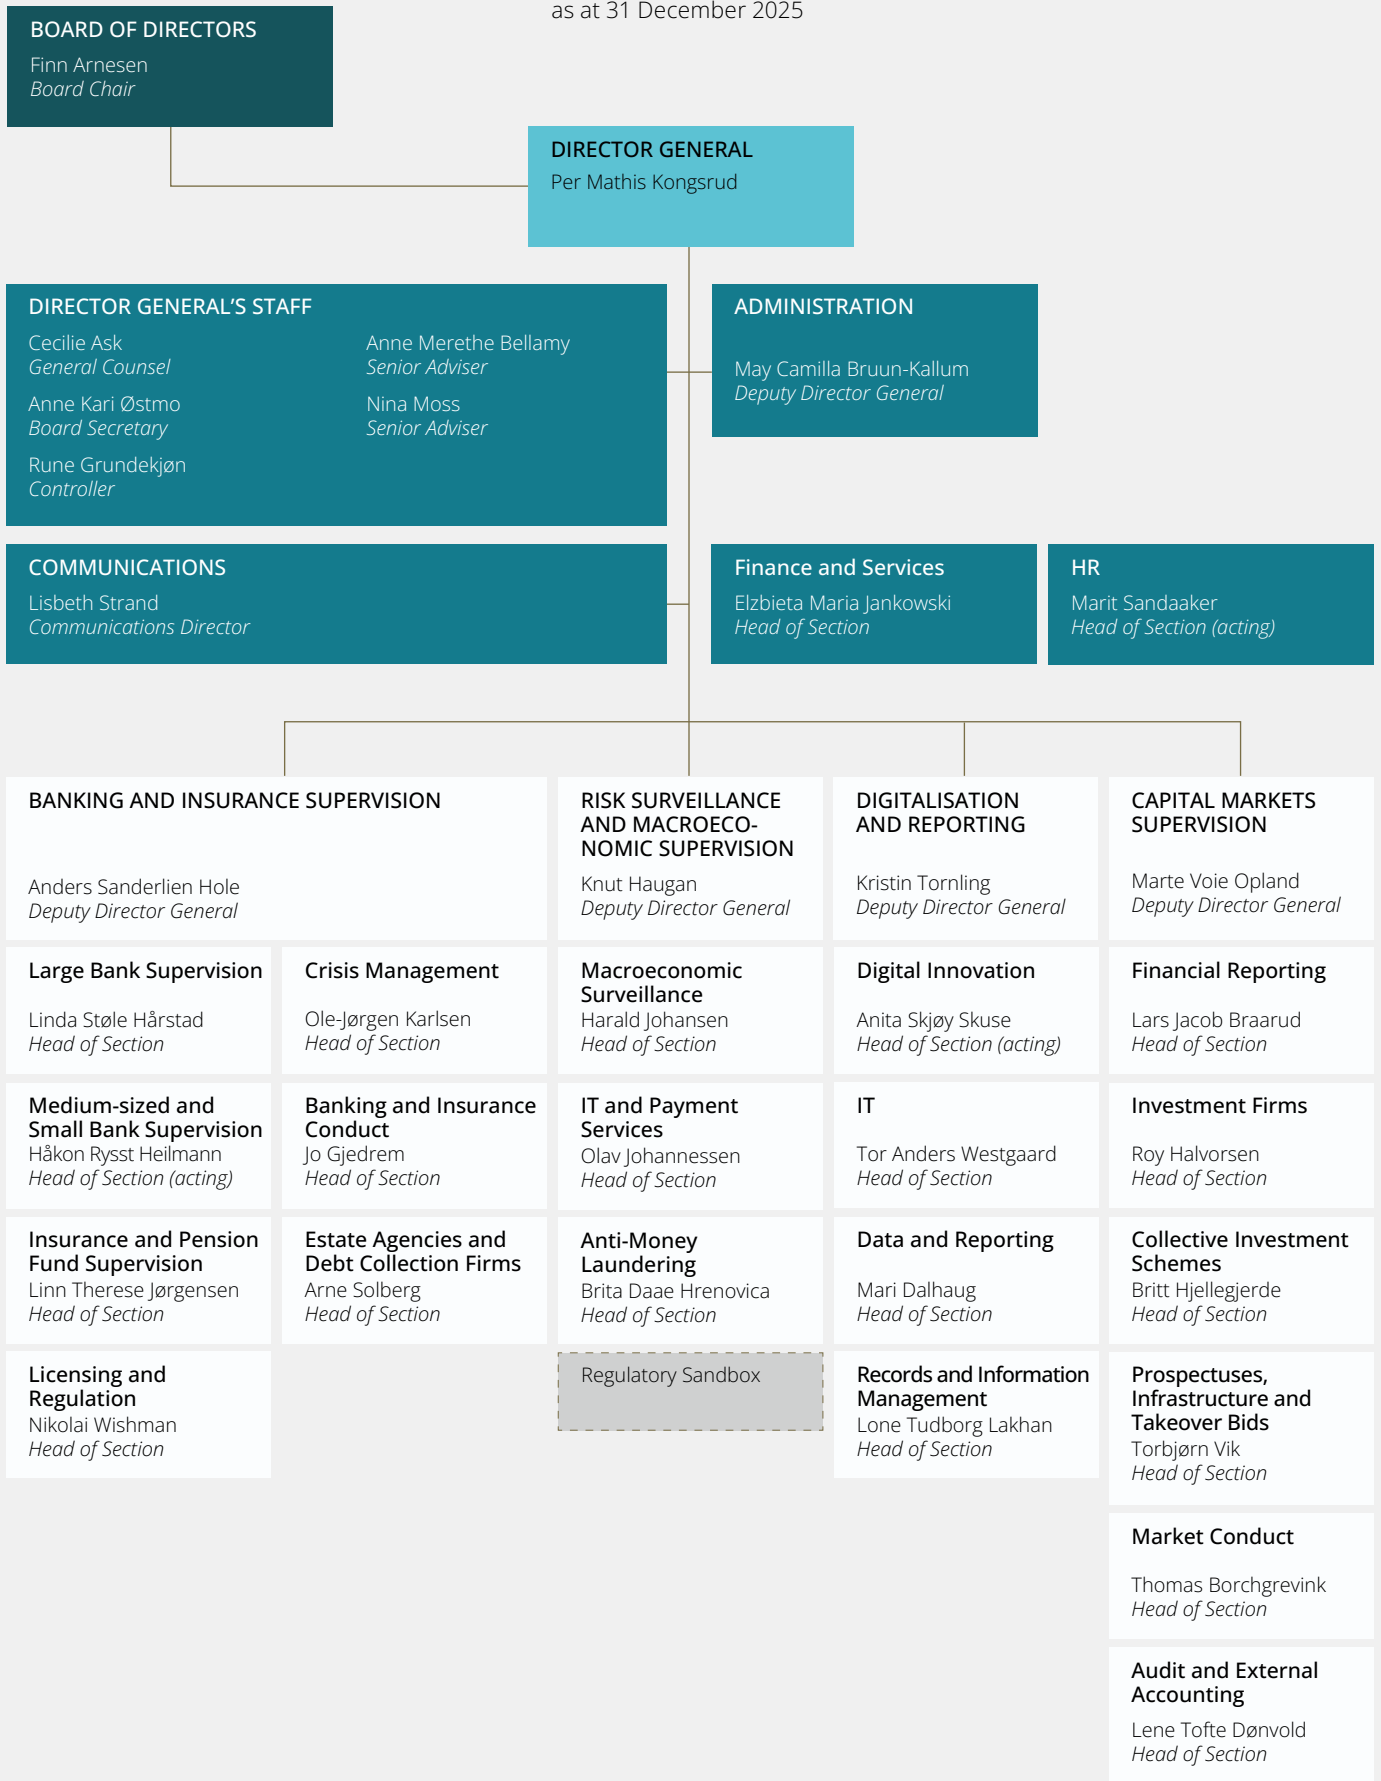 as at 31 December 2025
BOARD OF DIRECTORS
Finn Arnesen
Board Chair
DIRECTOR GENERAL
Per Mathis Kongsrud
DIRECTOR GENERAL’S STAFF
Cecilie Ask
General Counsel
Anne Kari Østmo
Board Secretary
Rune Grundekjøn
Controller
Anne Merethe Bellamy
Senior Adviser
Nina Moss
Senior Adviser
ADMINISTRATION
May Camilla Bruun-Kallum
Deputy Director General
COMMUNICATIONS
Lisbeth Strand
Communications Director
Finance and Services
Elzbieta Maria Jankowski
Head of Section
HR
Marit Sandaaker
Head of Section (acting)
BANKING AND INSURANCE SUPERVISION
Anders Sanderlien Hole
Deputy Director General
Large Bank Supervision
Linda Støle Hårstad
Head of Section
Medium-sized and
Small Bank Supervision
Håkon Rysst Heilmann
Head of Section (acting)
Insurance and Pension
Fund Supervision
Linn Therese Jørgensen
Head of Section
Licensing and
Regulation
Nikolai Wishman
Head of Section
Crisis Management
Ole-Jørgen Karlsen
Head of Section
Banking and Insurance
Conduct
Jo Gjedrem
Head of Section
Estate Agencies and
Debt Collection Firms
Arne Solberg
Head of Section
RISK SURVEILLANCE
AND MACROECO-
NOMIC SUPERVISION
Knut Haugan
Deputy Director General
Macroeconomic
Surveillance
Harald Johansen
Head of Section
IT and Payment
Services
Olav Johannessen
Head of Section
Anti-Money
Laundering
Brita Daae Hrenovica
Head of Section
Regulatory Sandbox
DIGITALISATION
AND REPORTING
Kristin Tornling
Deputy Director General
Digital Innovation
Anita Skjøy Skuse
Head of Section (acting)
IT
Tor Anders Westgaard
Head of Section
Data and Reporting
Mari Dalhaug
Head of Section
Records and Information
Management
Lone Tudborg Lakhan
Head of Section
CAPITAL MARKETS
SUPERVISION
Marte Voie Opland
Deputy Director General
Financial Reporting
Lars Jacob Braarud
Head of Section
Investment Firms
Roy Halvorsen
Head of Section
Collective Investment
Schemes
Britt Hjellegjerde
Head of Section
Prospectuses,
Infrastructure and
Takeover Bids
Torbjørn Vik
Head of Section
Market Conduct
Thomas Borchgrevink
Head of Section
Audit and External
Accounting
Lene Tofte Dønvold
Head of Section